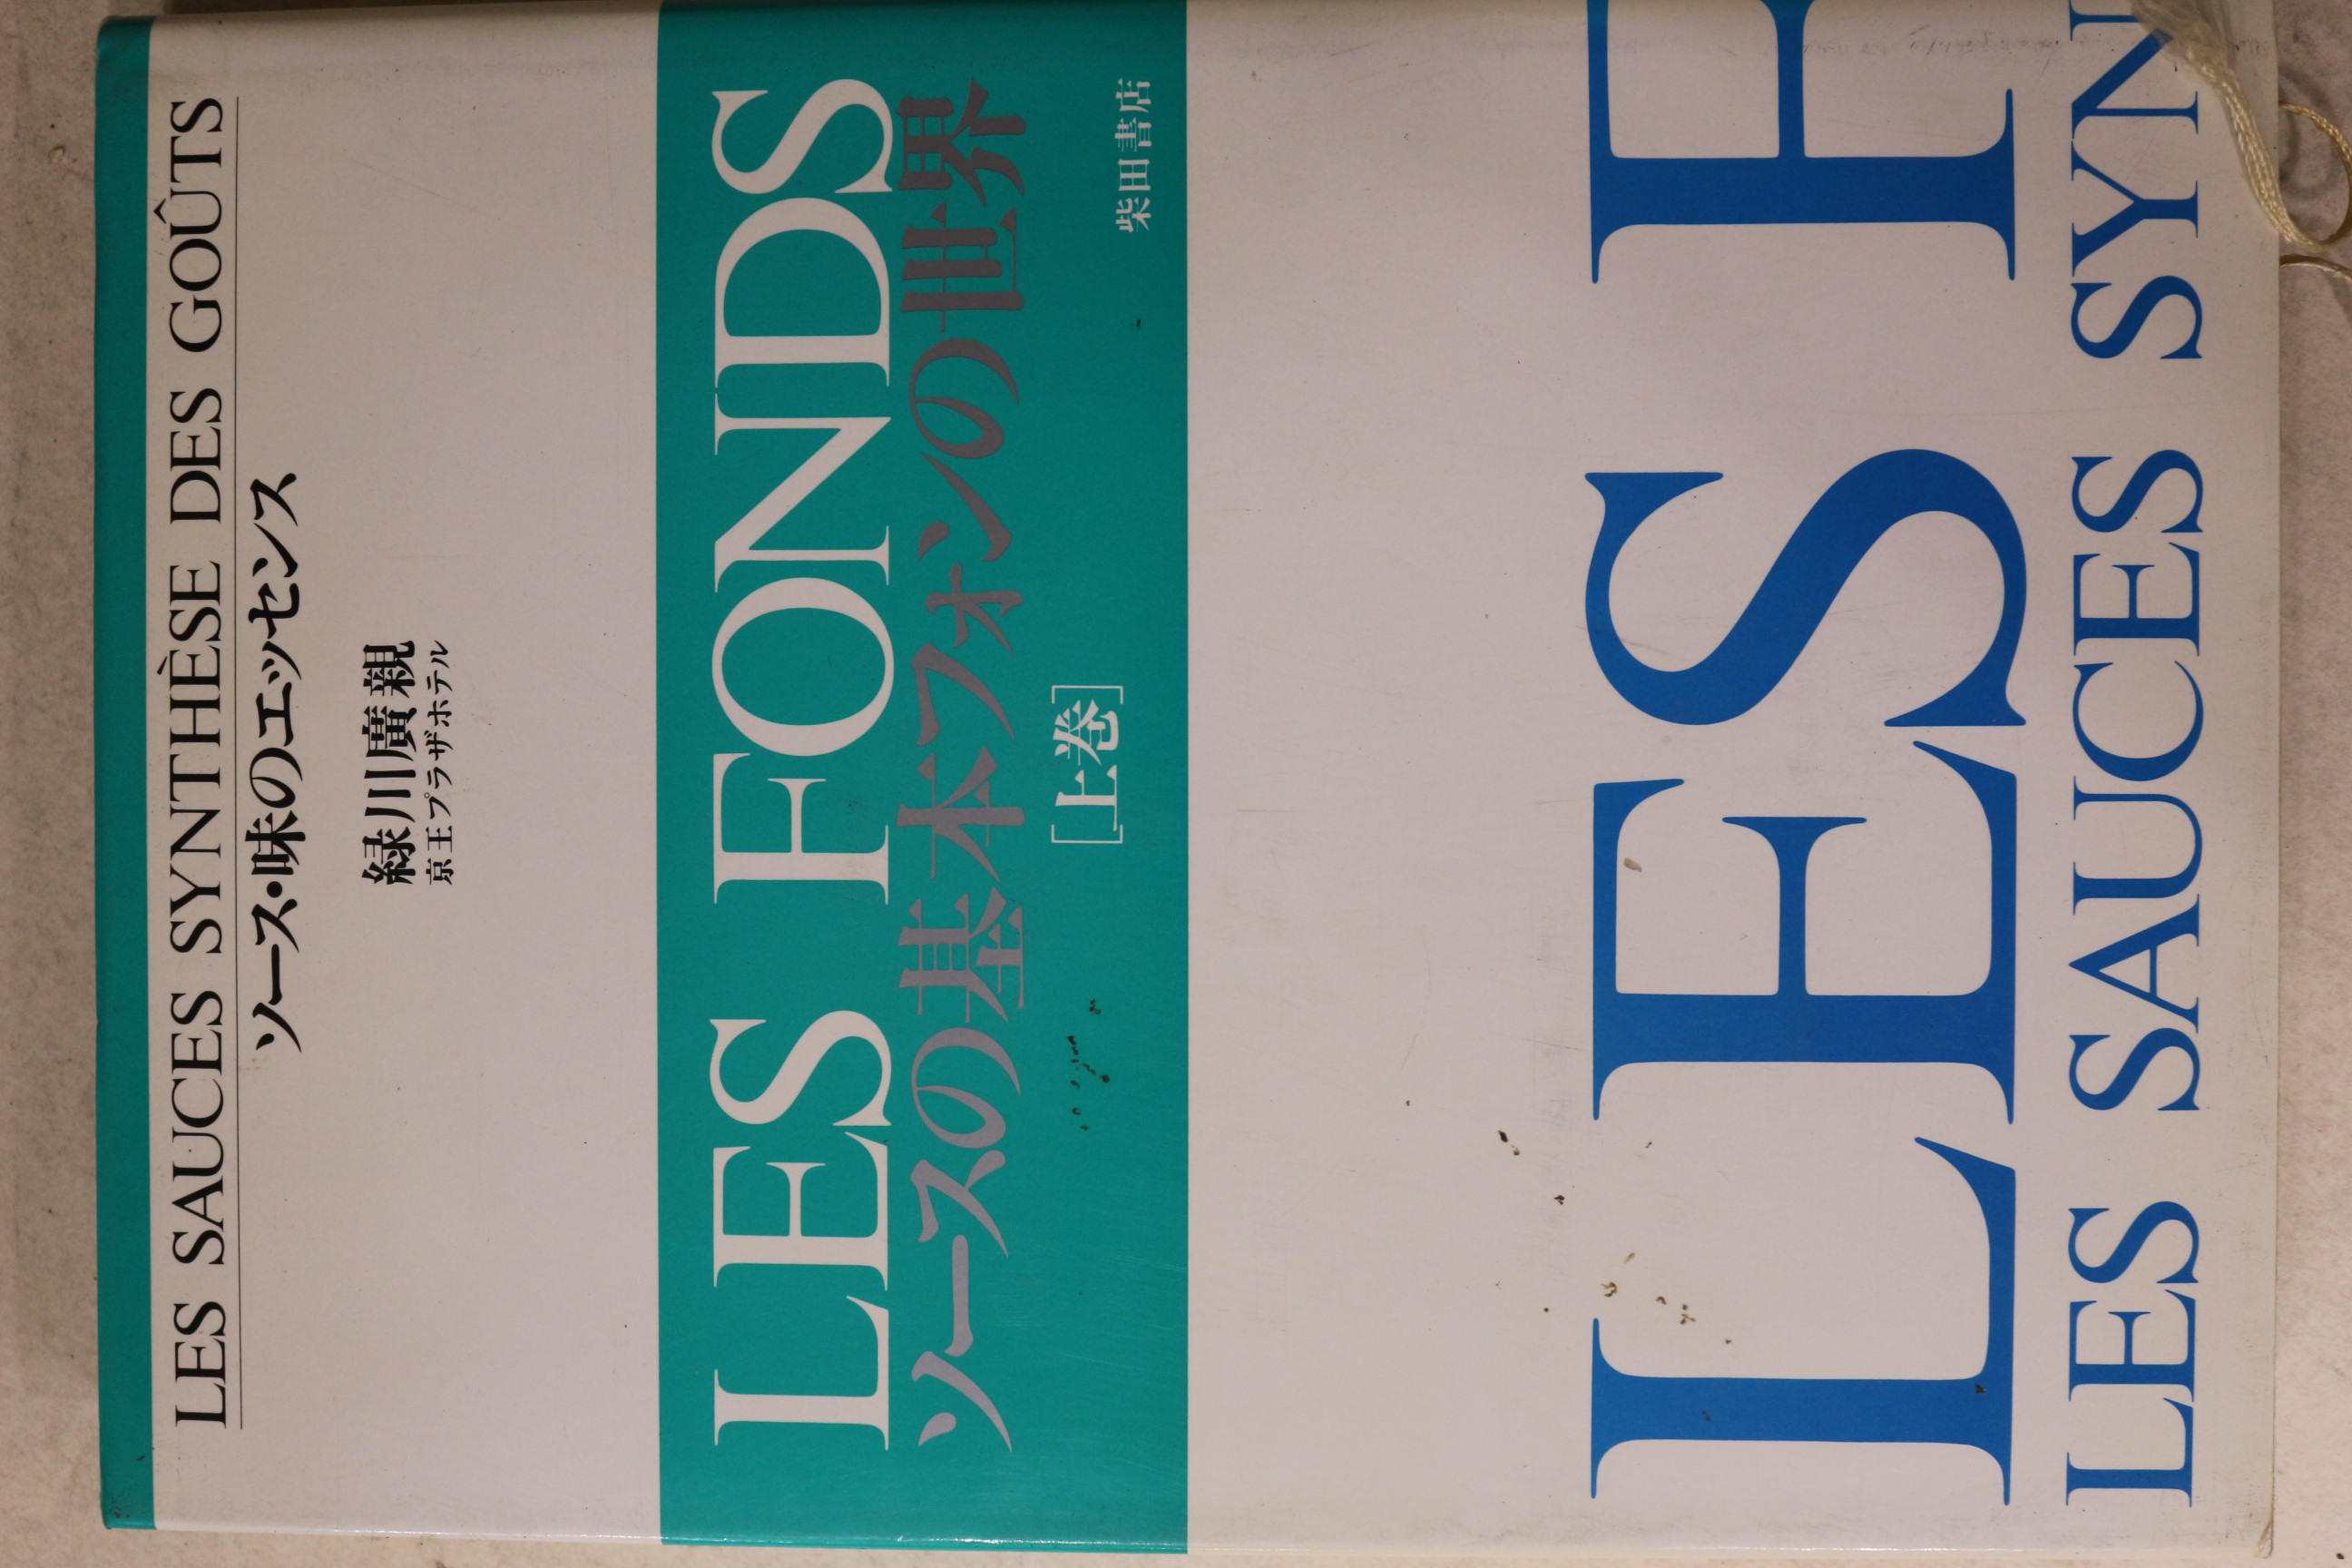 LES SAUCES SYNTHÈSE DES GOÛTS
ソース・味のエッセンス
緑川廣親
京王プラザホテル
LES FONDS
ソースの基本フォンの世界
[上巻]
柴田書店
LES F
LES SAUCES SYN